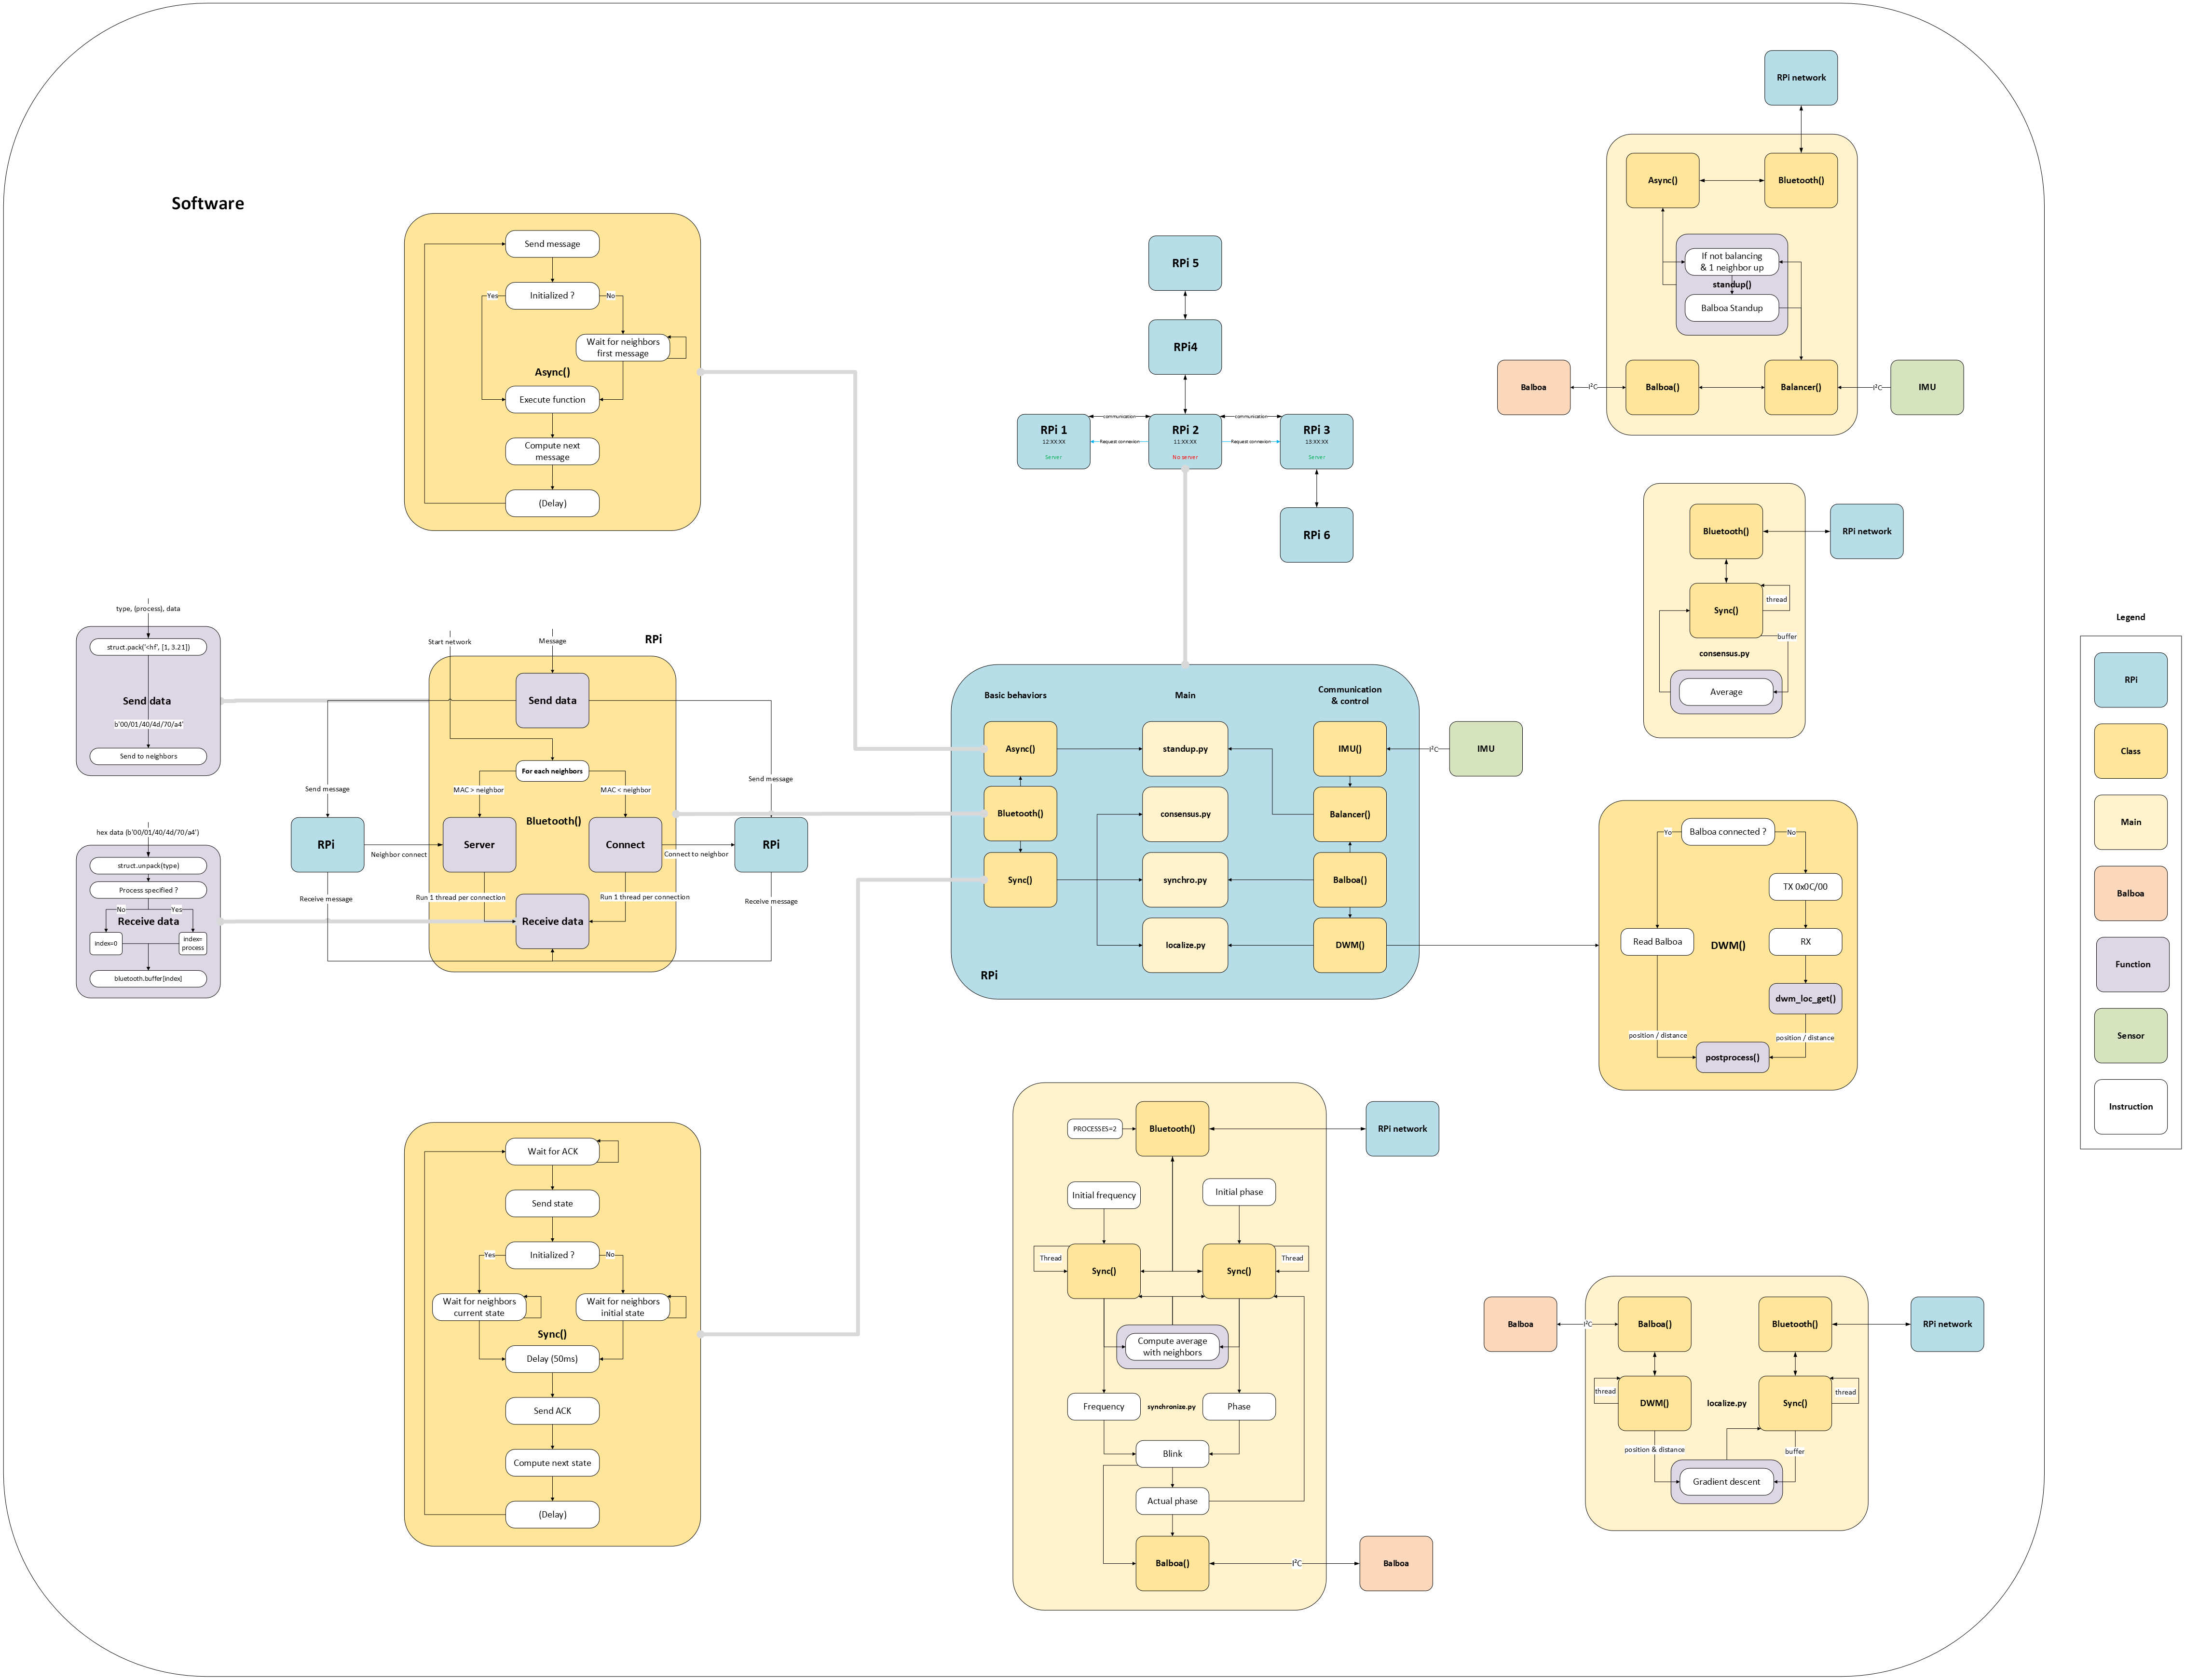 Software
Send message
Initialized ?
Yes
No
Wait for neighbors
first message
Async()
Execute function
Compute next
message
(Delay)
type, (process), data
struct.pack('<hf', [1, 3.21])
Send data
b'00/01/40/4d/70/a4'
Send to neighbors
hex data (b'00/01/40/4d/70/a4')
struct.unpack(type)
Process specified ?
No
Yes
Receive data
index=0
index=
process
bluetooth.buffer[index]
Start network
Message
RPi
Send data
For each neighbors
MAC > neighbor
MAC < neighbor
Send message
Send message
Bluetooth()
RPi
Neighbor connect
Server
Connect
Connect to neighbor
RPi
Run 1 thread per connection
Run 1 thread per connection
Receive message
Receive message
Receive data
Wait for ACK
Send state
Initialized ?
Yes
No
Wait for neighbors
current state
Wait for neighbors
initial state
Sync()
Delay (50ms)
Send ACK
Compute next state
(Delay)
RPi 5
RPi4
RPi 1
12:XX:XX
Server
communication
Request connexion
RPi 2
11:XX:XX
No server
communication
Request connexion
RPi 3
13:XX:XX
Server
RPi 6
Basic behaviors
Main
Communication
& control
Async()
standup.py
IMU()
I²C
IMU
Bluetooth()
consensus.py
Balancer()
Sync()
synchro.py
Balboa()
localize.py
DWM()
RPi
PROCESSES=2
Bluetooth()
RPi network
Initial frequency
Initial phase
Thread
Sync()
Sync()
Thread
Compute average
with neighbors
Frequency
synchronize.py
Phase
Blink
Actual phase
Balboa()
I²C
Balboa
RPi network
Async()
Bluetooth()
If not balancing
& 1 neighbor up
standup()
Balboa Standup
Balboa
I²C
Balboa()
Balancer()
I²C
IMU
Bluetooth()
RPi network
Sync()
thread
buffer
consensus.py
Average
Balboa connected ?
Yo
No
TX 0x0C/00
Read Balboa
DWM()
RX
dwm_loc_get()
position / distance
position / distance
postprocess()
Balboa
I²C
Balboa()
Bluetooth()
RPi network
thread
DWM()
localize.py
Sync()
thread
position & distance
buffer
Gradient descent
Legend
RPi
Class
Main
Balboa
Function
Sensor
Instruction